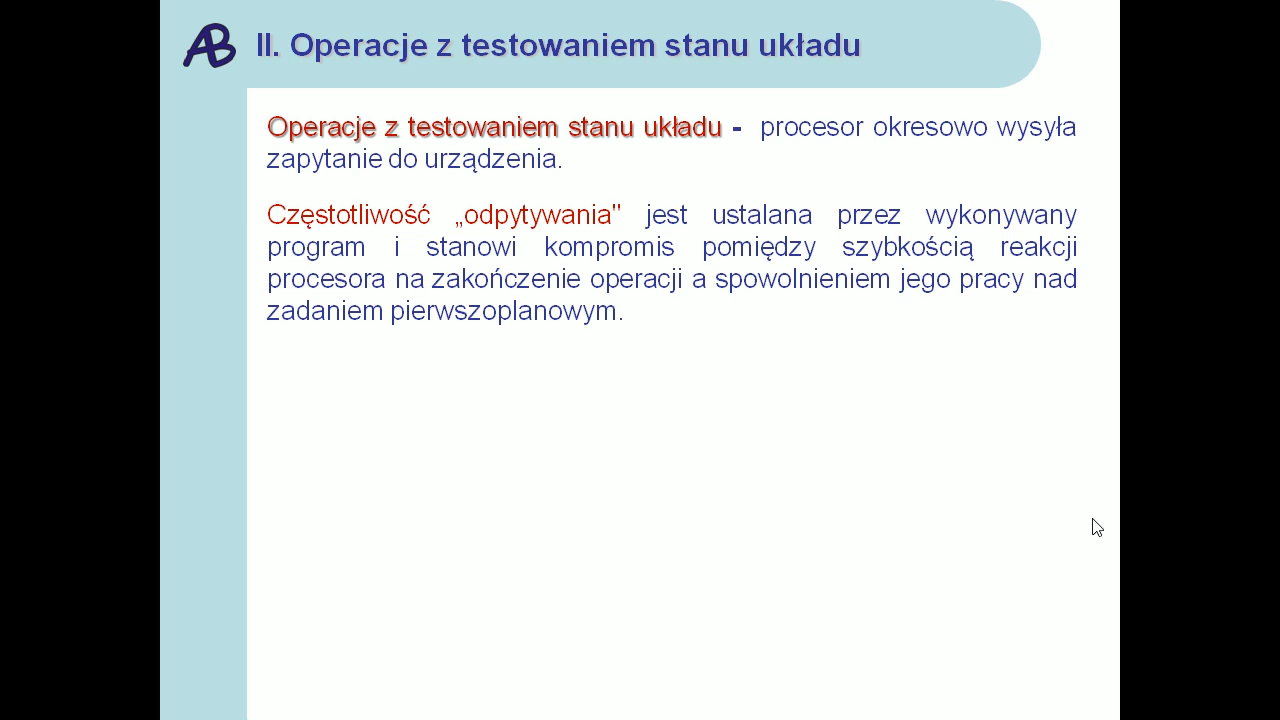 AB
II. Operacje z testowaniem stanu układu
Operacje z testowaniem stanu układu - procesor okresowo wysyła
zapytanie do urządzenia.
Częstotliwość „odpytywania" jest ustalana przez wykonywany
program i stanowi kompromis pomiędzy szybkością reakcji
procesora na zakończenie operacji a spowolnieniem jego pracy nad
zadaniem pierwszoplanowym.